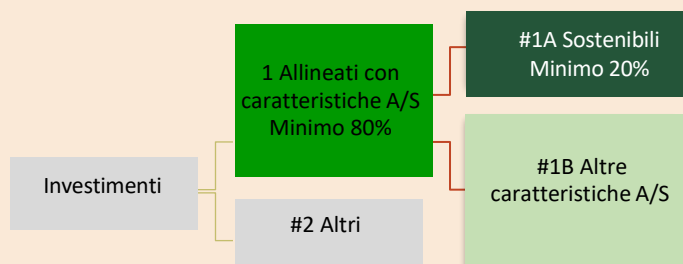 Investimenti
1 Allineati con
caratteristiche A/S
Minimo 80%
#2 Altri
#1A Sostenibili
Minimo 20%
#1B Altre
caratteristiche A/S